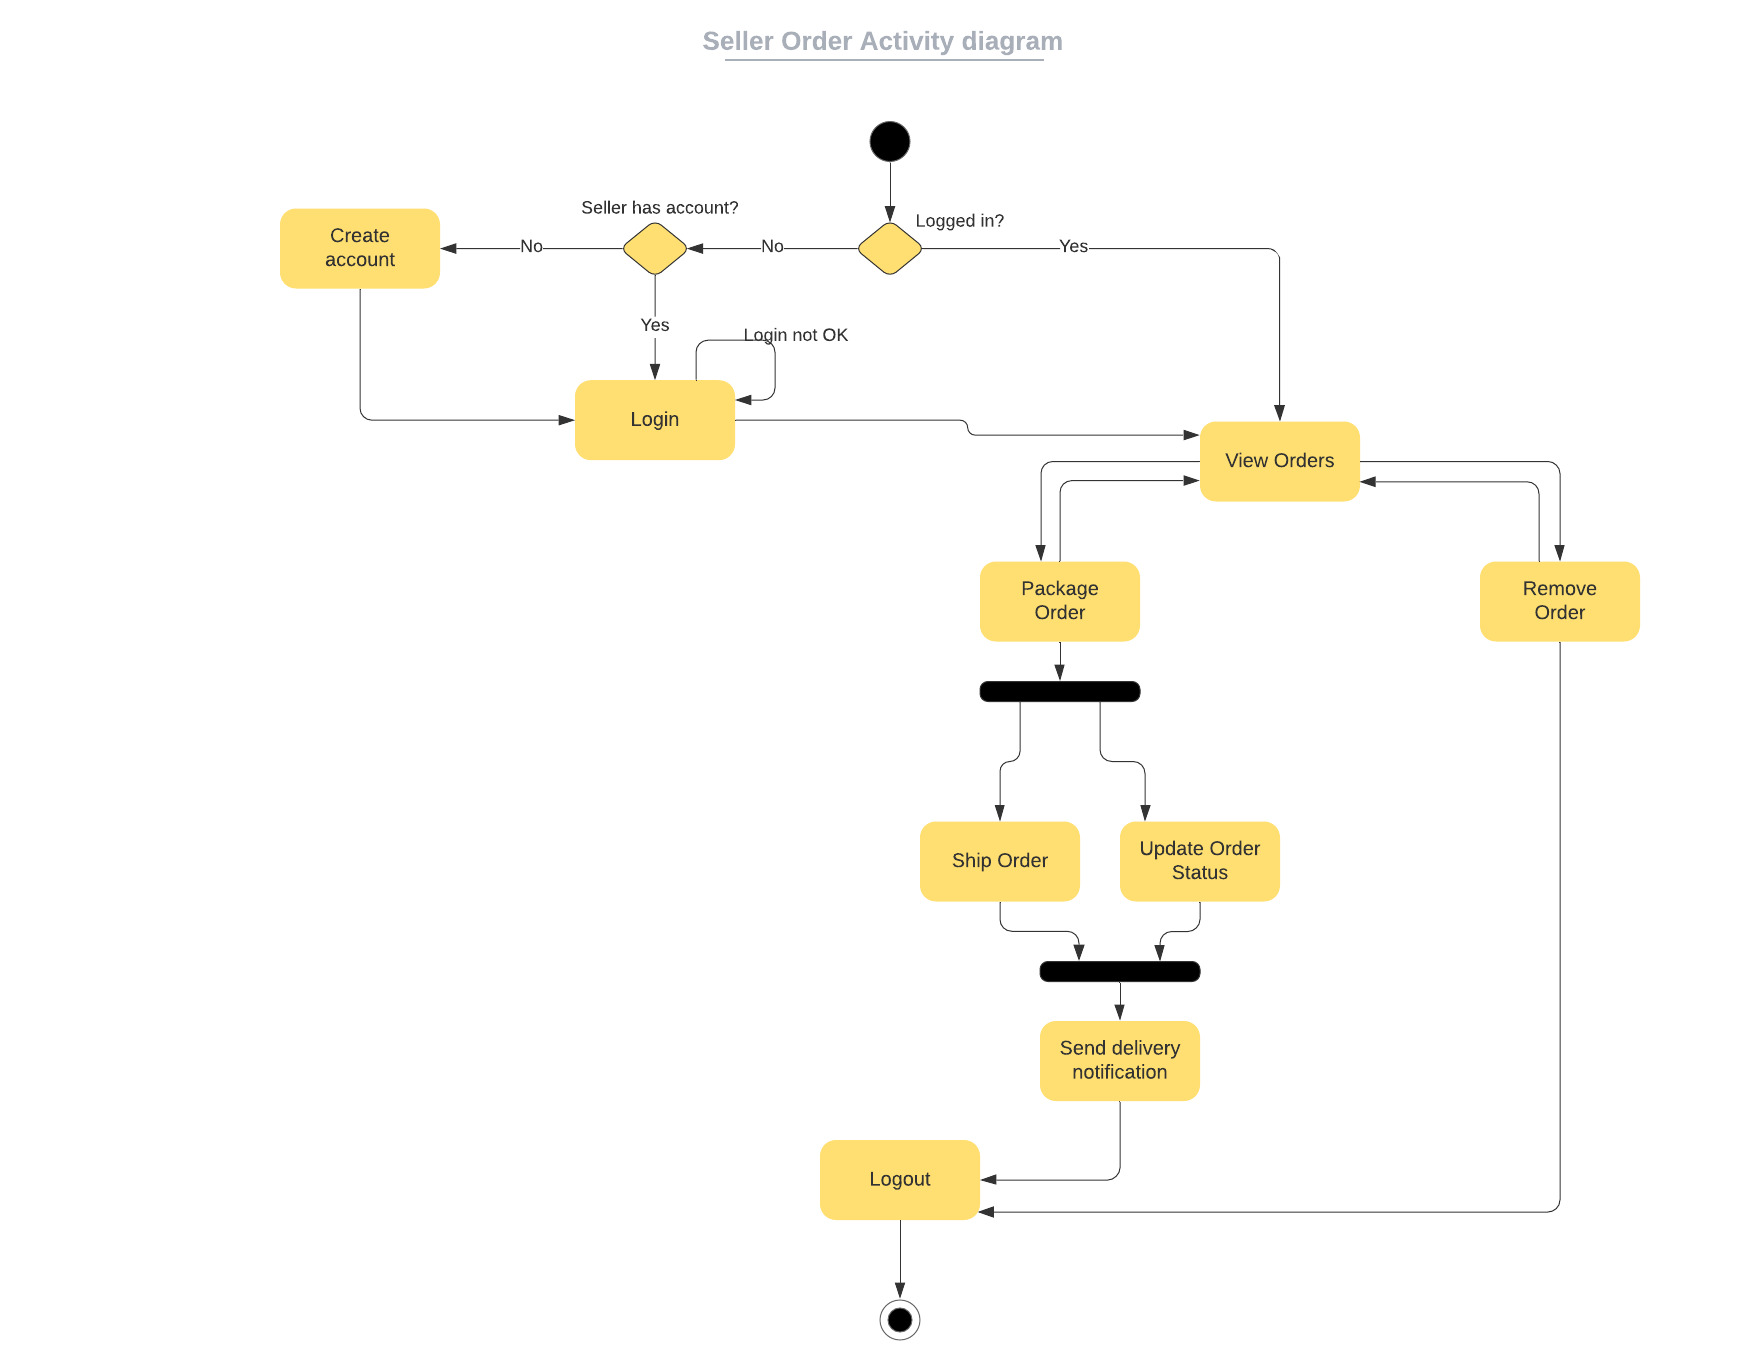 Seller Order Activity diagram
Seller has account?
Logged in?
Create
account
No
No
Yes
Yes
Login not OK
Login
View Orders
Package
Order
Remove
Order
Ship Order
Update Order
Status
Send delivery
notification
Logout